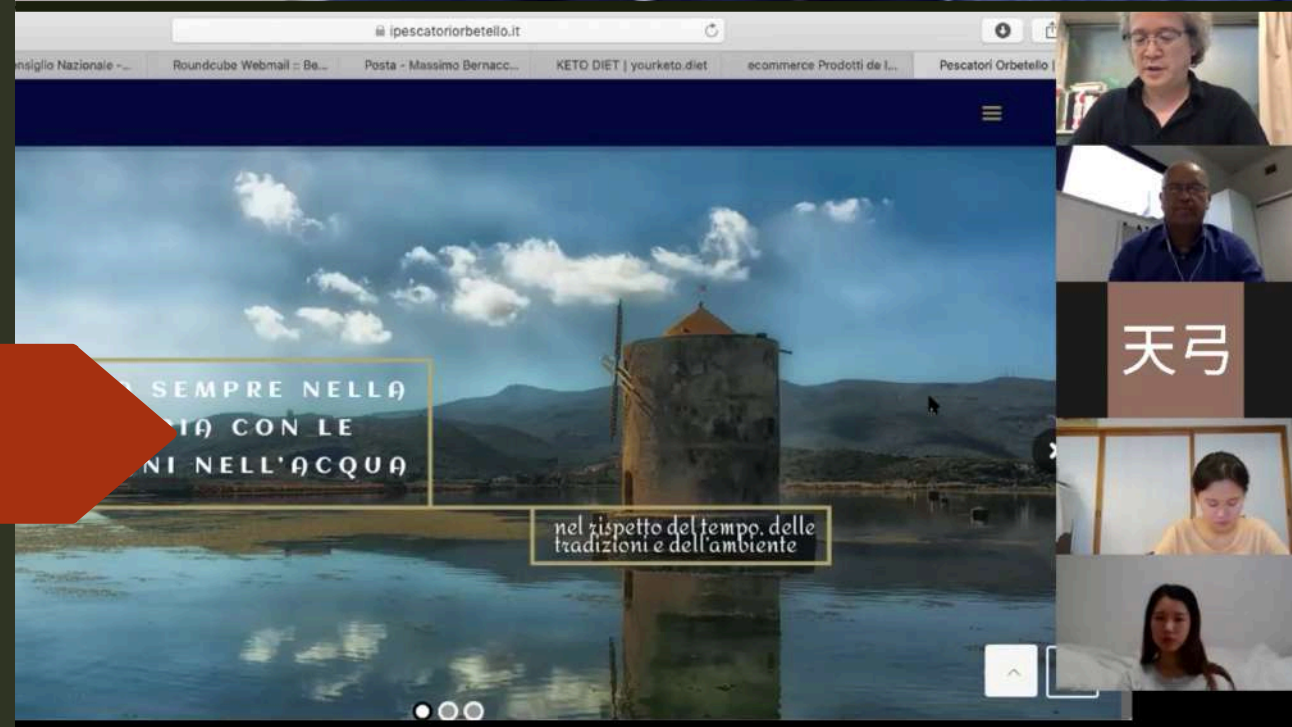 ipescatoriorbetello.it
nsiglio Nazionale -...
Roundcube Webmail :: Be...
Posta - Massimo Bernacc...
KETO DIET | yourketo.diet
ecommerce Prodotti de l...
Pescatori Orbetello |
SEMPRE NELLA
CON LE
NELL'ACQUA
nel rispetto del tempo, delle
tradizioni e dell'ambiente
天弓